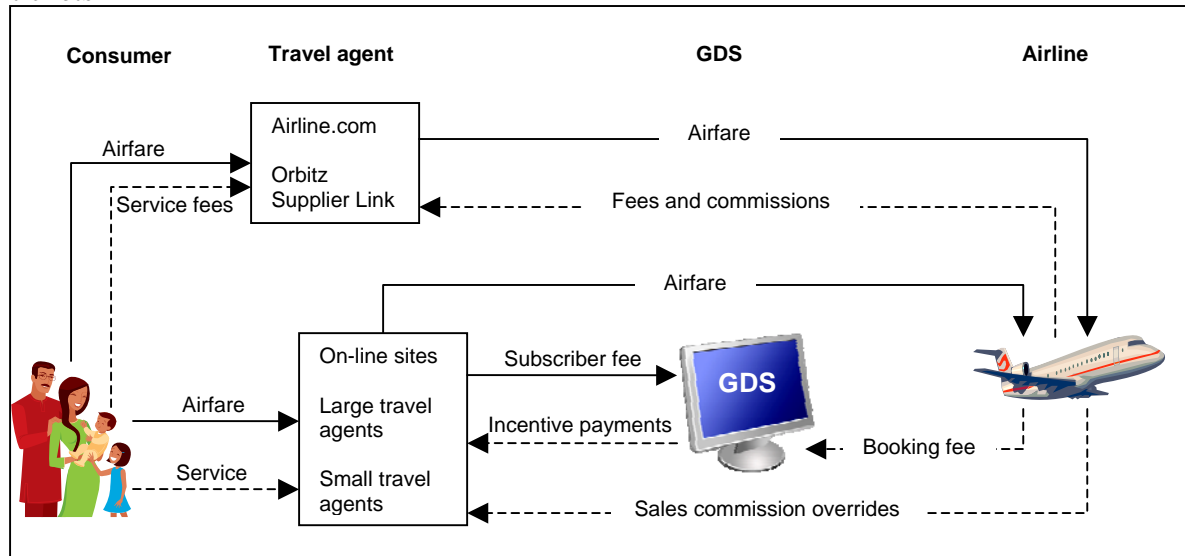 Consumer
Travel agent
GDS
Airline
Airline.com
Orbitz
Supplier Link
Airfare
Service fees
Airfare
Fees and commissions
Airfare
On-line sites
Large travel
agents
Small travel
agents
Subscriber fee
GDS
Airfare
Incentive payments
Booking fee
Service
Sales commission overrides